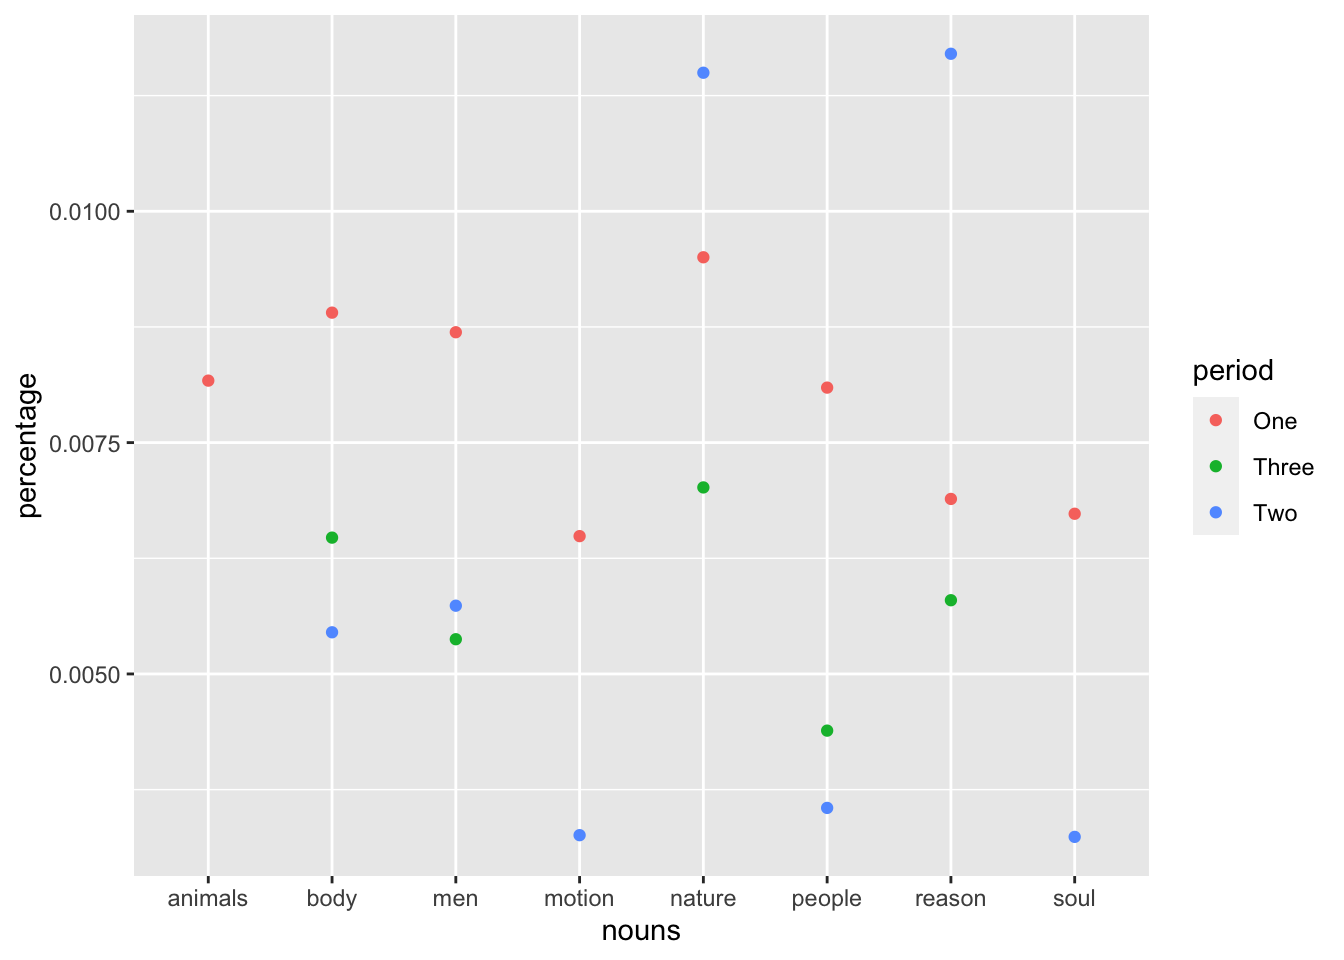 percentage
0.0100
0.0075
0.0050
animals body men motion nature people reason soul
nouns
period
One
Three
Two